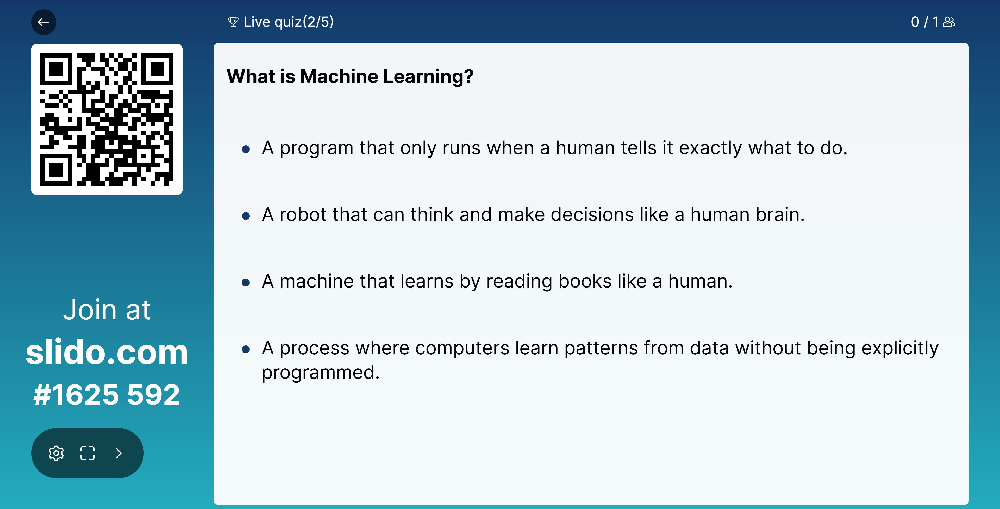 Live quiz(2/5)
0 / 1
What is Machine Learning?
A program that only runs when a human tells it exactly what to do.
A robot that can think and make decisions like a human brain.
A machine that learns by reading books like a human.
A process where computers learn patterns from data without being explicitly
programmed.
Join at
slido.com
#1625 592